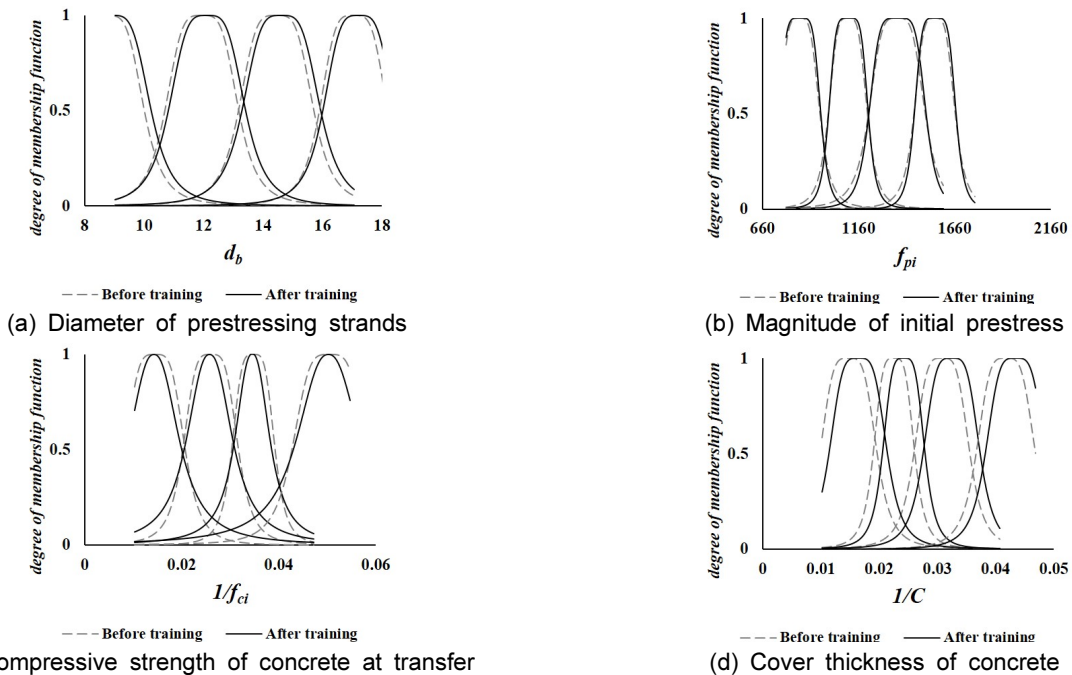 degree of membership function
1
0.5
0
8 10 12 14 16 18
d_b
Before training After training
(a) Diameter of prestressing strands
degree of membership function
1
0.5
0
660 1160 1660 2160
f_pi
Before training After training
(b) Magnitude of initial prestress
degree of membership function
1
0.5
0
0 0.02 0.04 0.06
1/f_ci
Before training After training
ompressive strength of concrete at transfer
degree of membership function
1
0.5
0
0 0.01 0.02 0.03 0.04 0.05
1/C
Before training After training
(d) Cover thickness of concrete